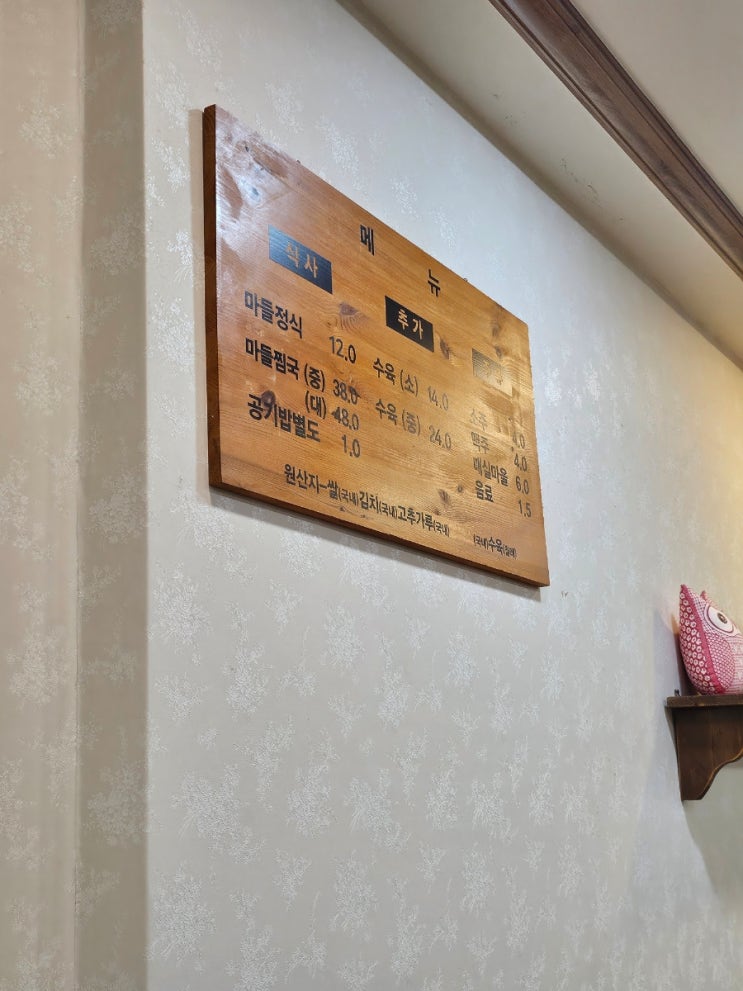 메 뉴
식사
마들정식 12.0
마들찜국 (중) 38.0
(대) 48.0
공기밥별도 1.0
추가
수육 (소) 14.0
수육 (중) 24.0
소주
맥주 4.0
매실마을 6.0
음료 1.5
원산지-쌀(국내)김치(국내)고추가루(국내) (국내)수육(칠레)